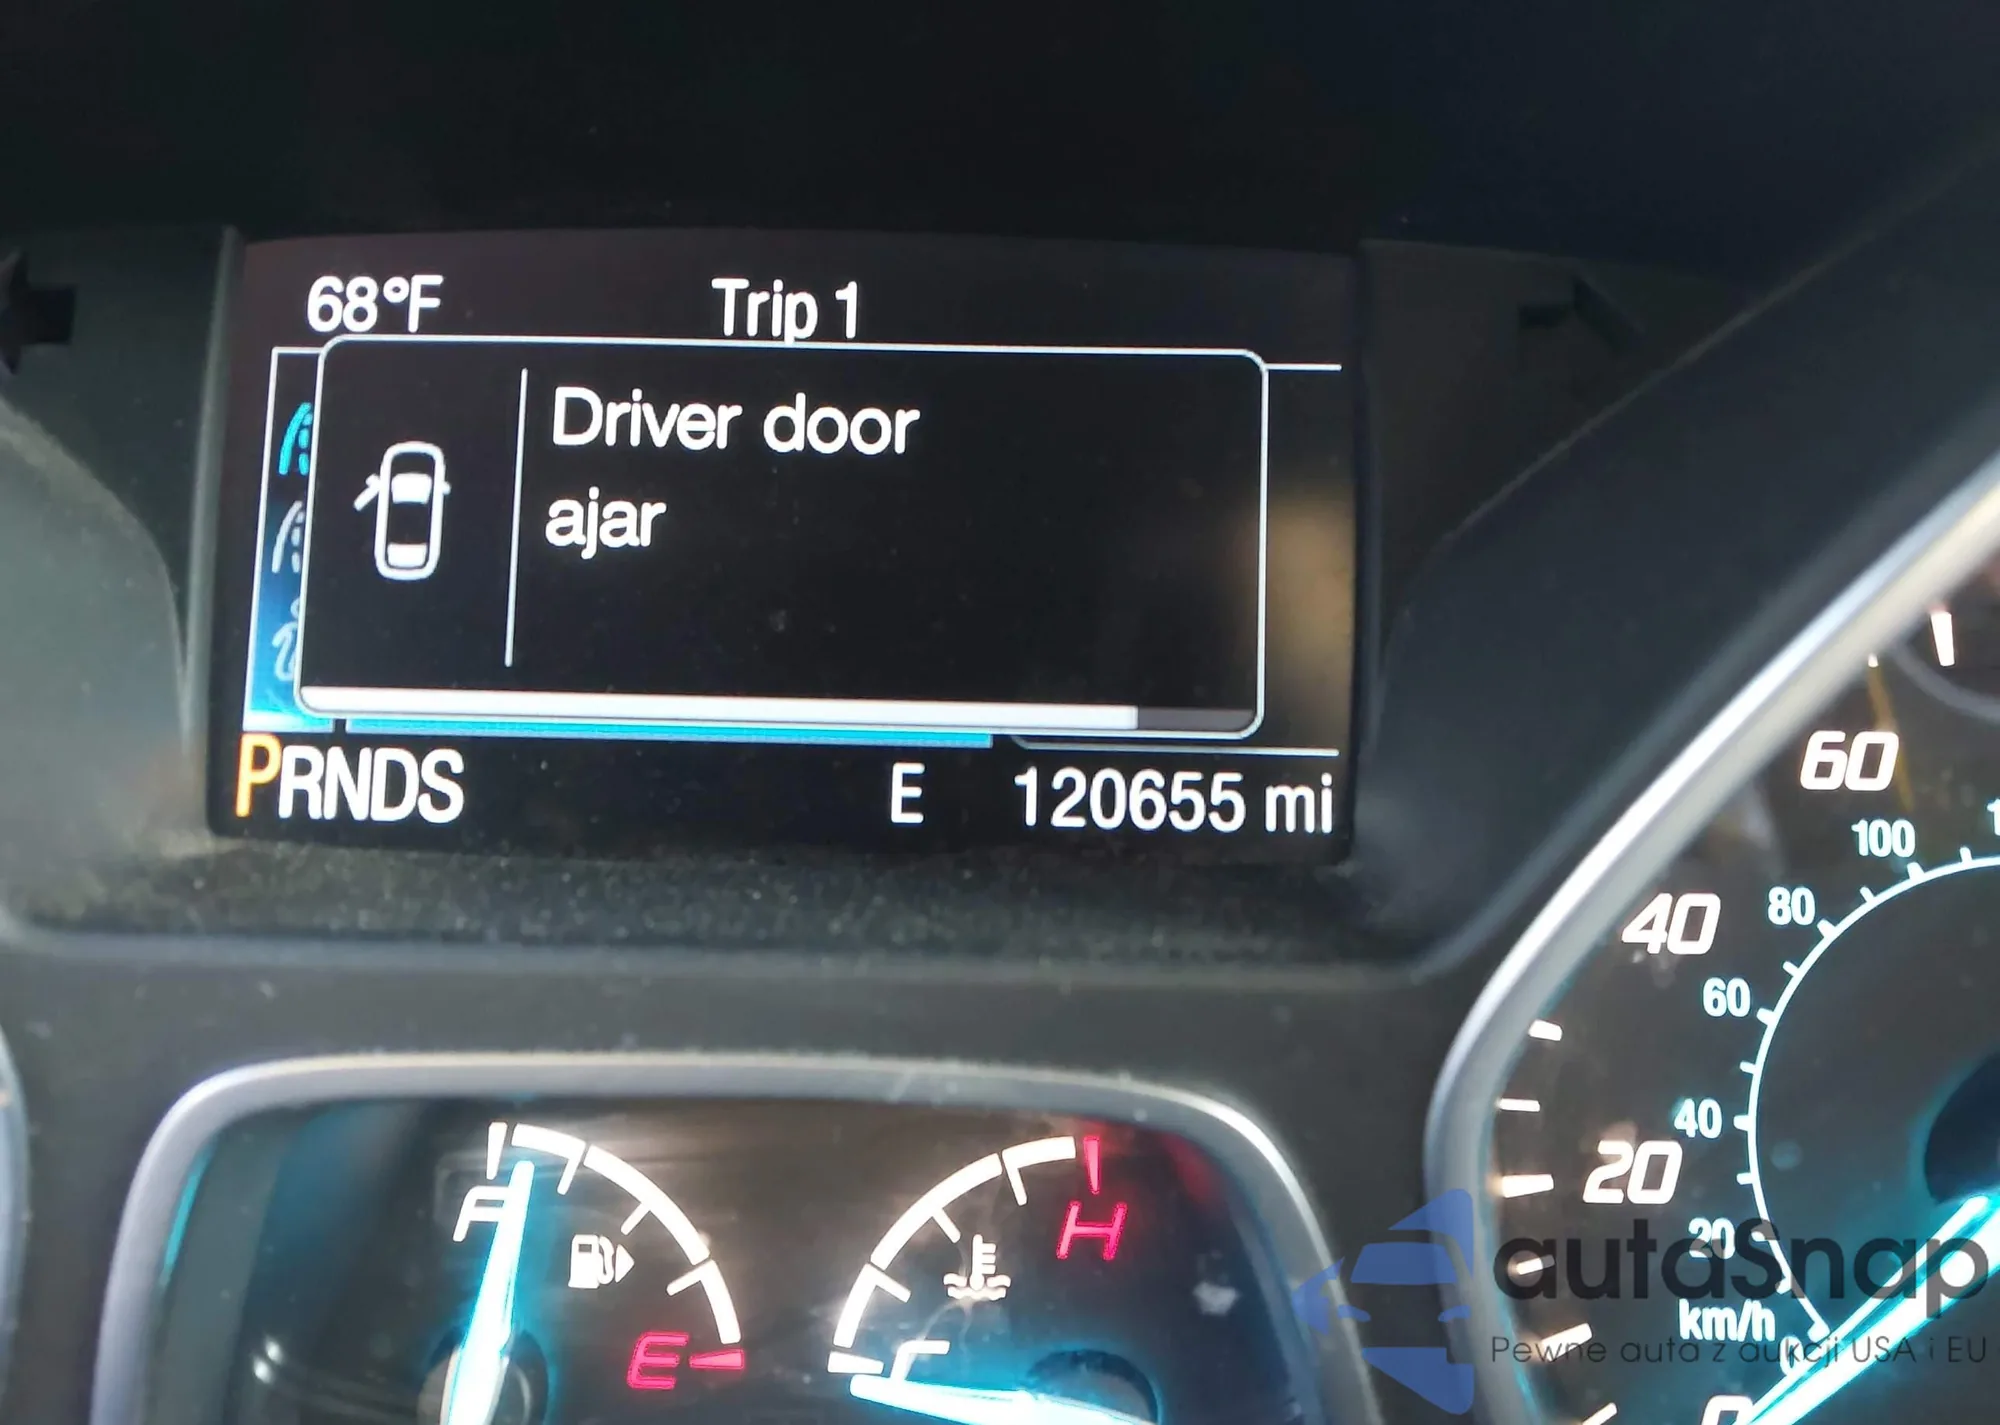 68°F
Trip 1
Driver door
ajar
PRNDS
E
120655 mi
60
100
40
80
60
40
20
20
km/h
0
F
E
H
C
autaSnap
Pewne auta z aukcji USA i EU